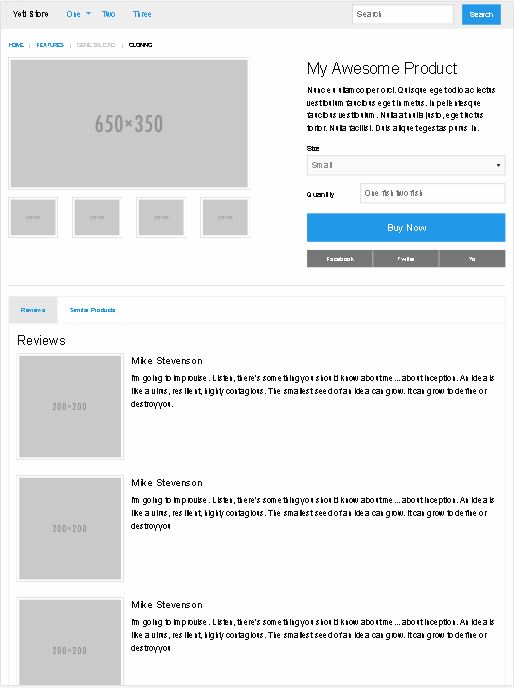 Yeti Store One Two Three Search Search
HOME FEATURES GENE SPLICING CLONING
650×350
My Awesome Product
Nunc eu ullamcorper orci. Quisque eget odio ac lectus
vestibulum faucibus eget in metus. In pellentesque
faucibus vestibulum. Nulla at nulla justo, eget luctus
tortor. Nulla facilisi. Duis aliquet egestas purus in.
Size
Small
Quantity One fish two fish
Buy Now
Facebook Twitter Yo
Reviews Similar Products
Reviews
Mike Stevenson
I'm going to improvise. Listen, there's something you should know about me... about inception. An idea is
like a virus, resilient, highly contagious. The smallest seed of an idea can grow. It can grow to define or
destroy you.
200×200
Mike Stevenson
I'm going to improvise. Listen, there's something you should know about me... about inception. An idea is
like a virus, resilient, highly contagious. The smallest seed of an idea can grow. It can grow to define or
destroy you
200×200
Mike Stevenson
I'm going to improvise. Listen, there's something you should know about me... about inception. An idea is
like a virus, resilient, highly contagious. The smallest seed of an idea can grow. It can grow to define or
destroy you
200×200